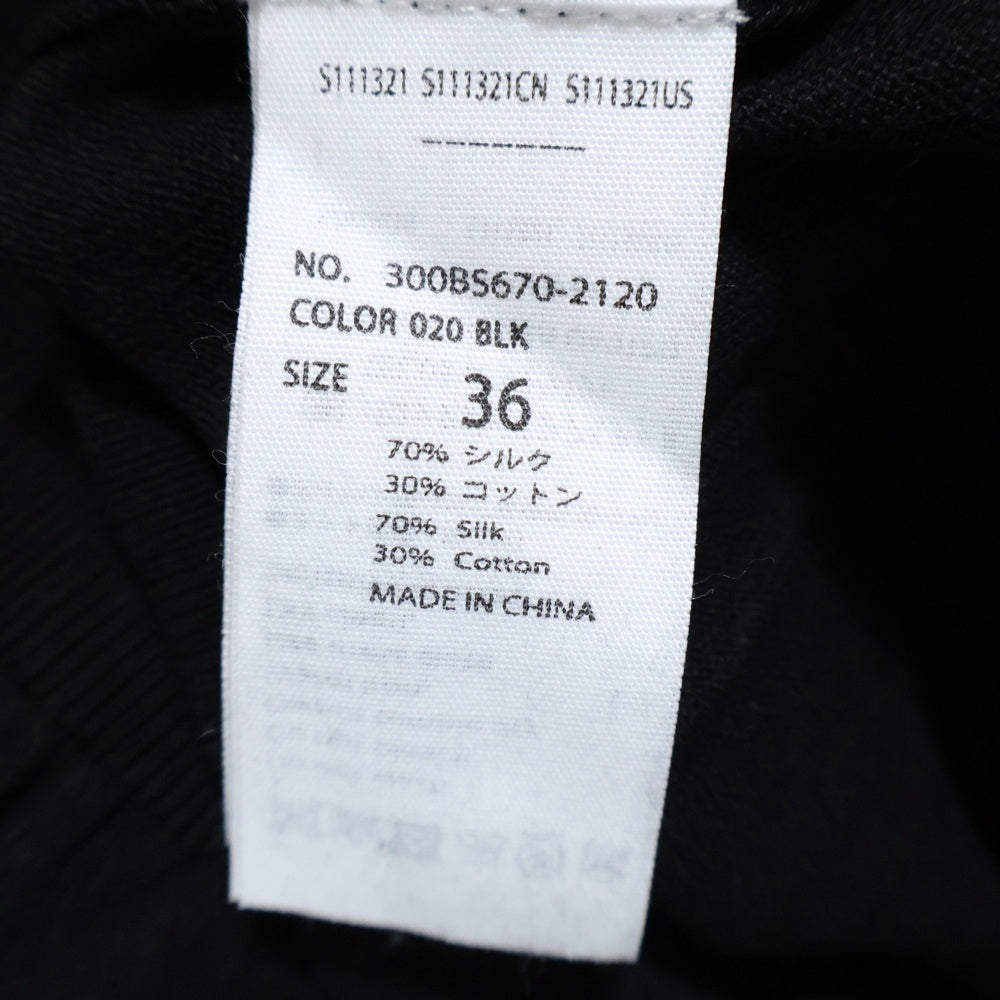 S111321 S111321CN S111321US
--------------
NO. 300BS670-2120
COLOR 020 BLK
SIZE 36
70% シルク
30% コットン
70% Silk
30% Cotton
MADE IN CHINA